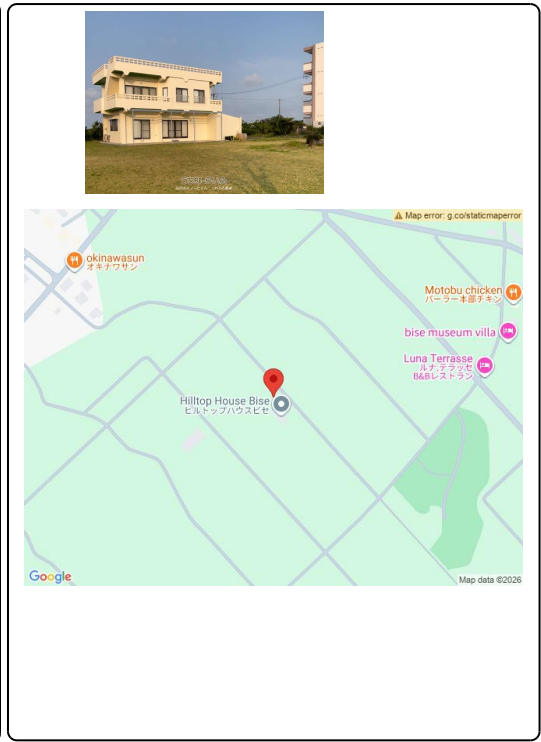 Map error: g.co/staticmaperror
okinawasun
オキナワサン
Motobu chicken
パーラー本部チキン
bise museum villa
Luna Terrasse
ルナ.テラッセ
B&Bレストラン
Hilltop House Bise
ヒルトップハウスビセ
Google
Map data ©2026